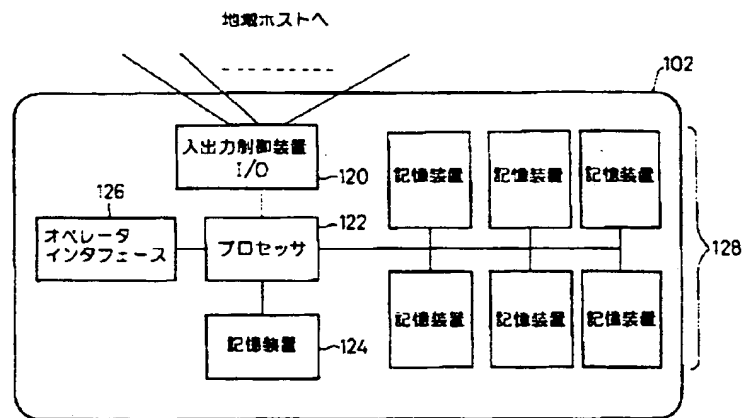 地域ホストへ
102
入出力制御装置
I/O
120
記憶装置
記憶装置
記憶装置
126
オペレータ
インタフェース
122
プロセッサ
128
記憶装置
124
記憶装置
記憶装置
記憶装置